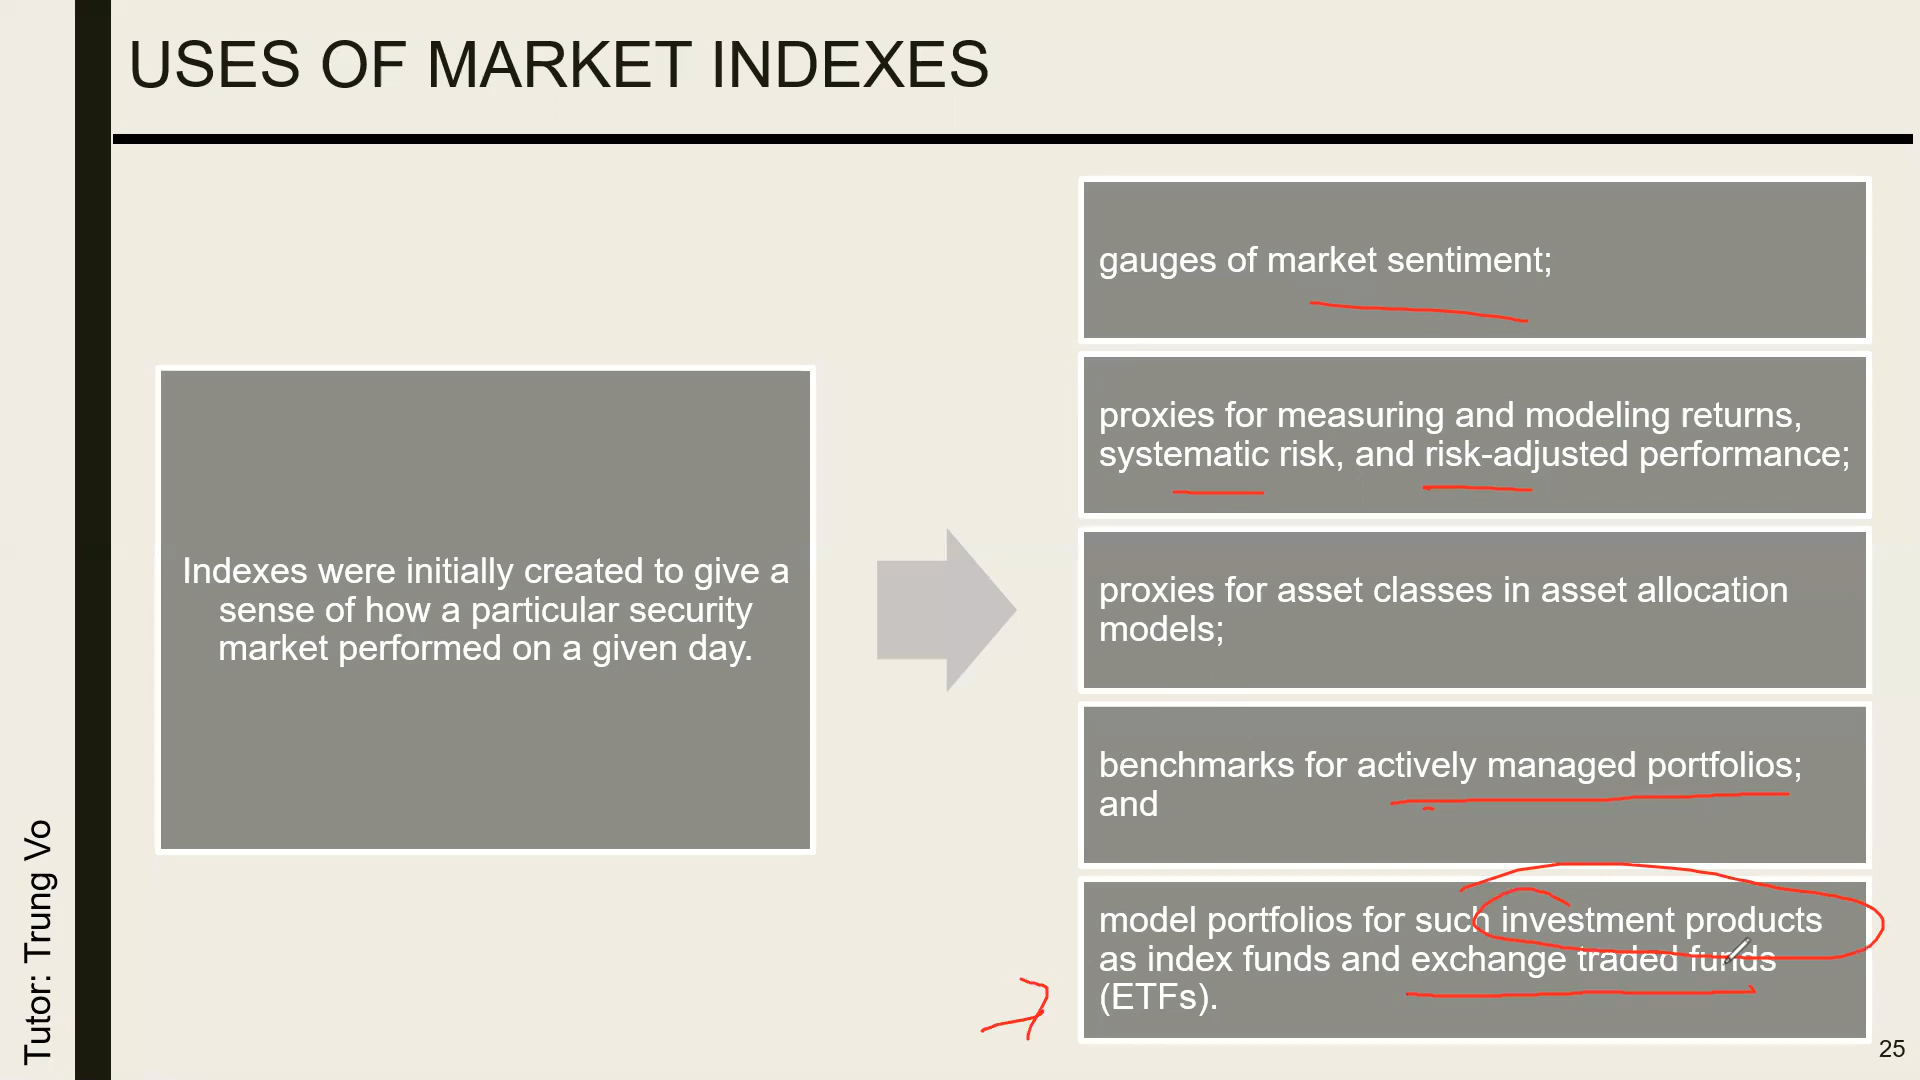 USES OF MARKET INDEXES
Indexes were initially created to give a
sense of how a particular security
market performed on a given day.
gauges of market sentiment;
proxies for measuring and modeling returns,
systematic risk, and risk-adjusted performance;
proxies for asset classes in asset allocation
models;
benchmarks for actively managed portfolios;
and
model portfolios for such investment products
as index funds and exchange traded funds
(ETFs).
Tutor: Trung Vo
25